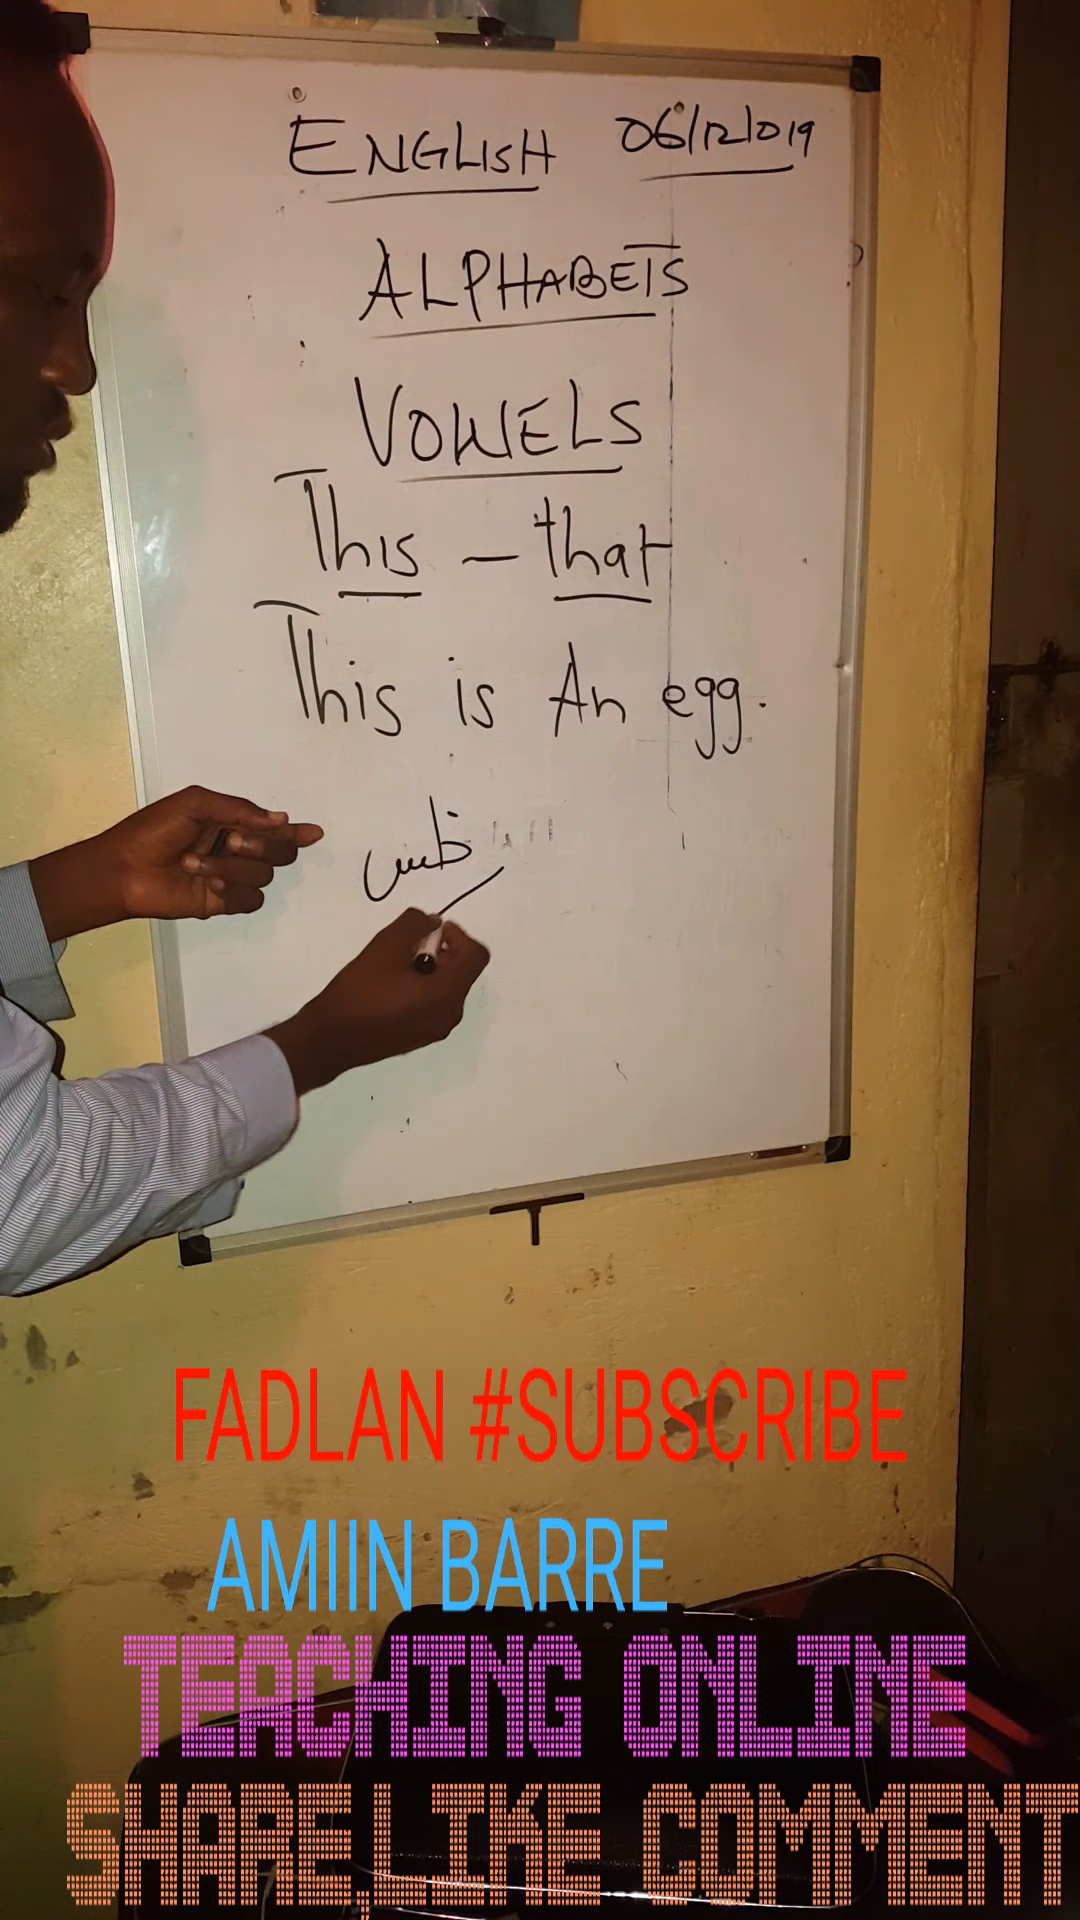 ENGLISH 06/12/019
ALPHABETS
VOWELS
This - that
This is An egg.
FADLAN #SUBSCRIBE
AMIIN BARRE
TEACHING ONLINE
SHARE,LIKE COMMENT